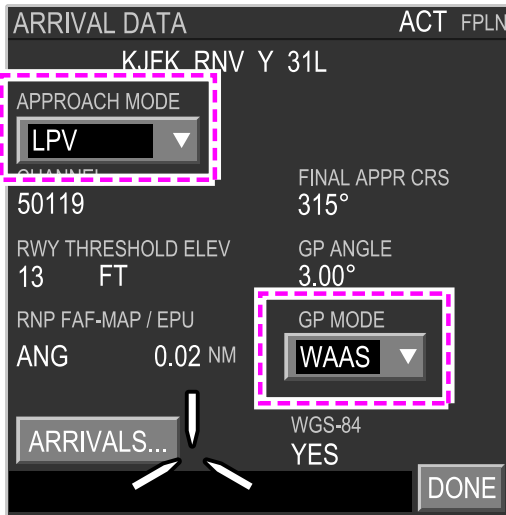 ARRIVAL DATA ACT FPLN
KJFK RNV Y 31L
APPROACH MODE
LPV
CHANNEL FINAL APPR CRS
50119 315°
RWY THRESHOLD ELEV GP ANGLE
13 FT 3.00°
RNP FAF-MAP / EPU GP MODE
ANG 0.02 NM WAAS
ARRIVALS... WGS-84
YES
DONE